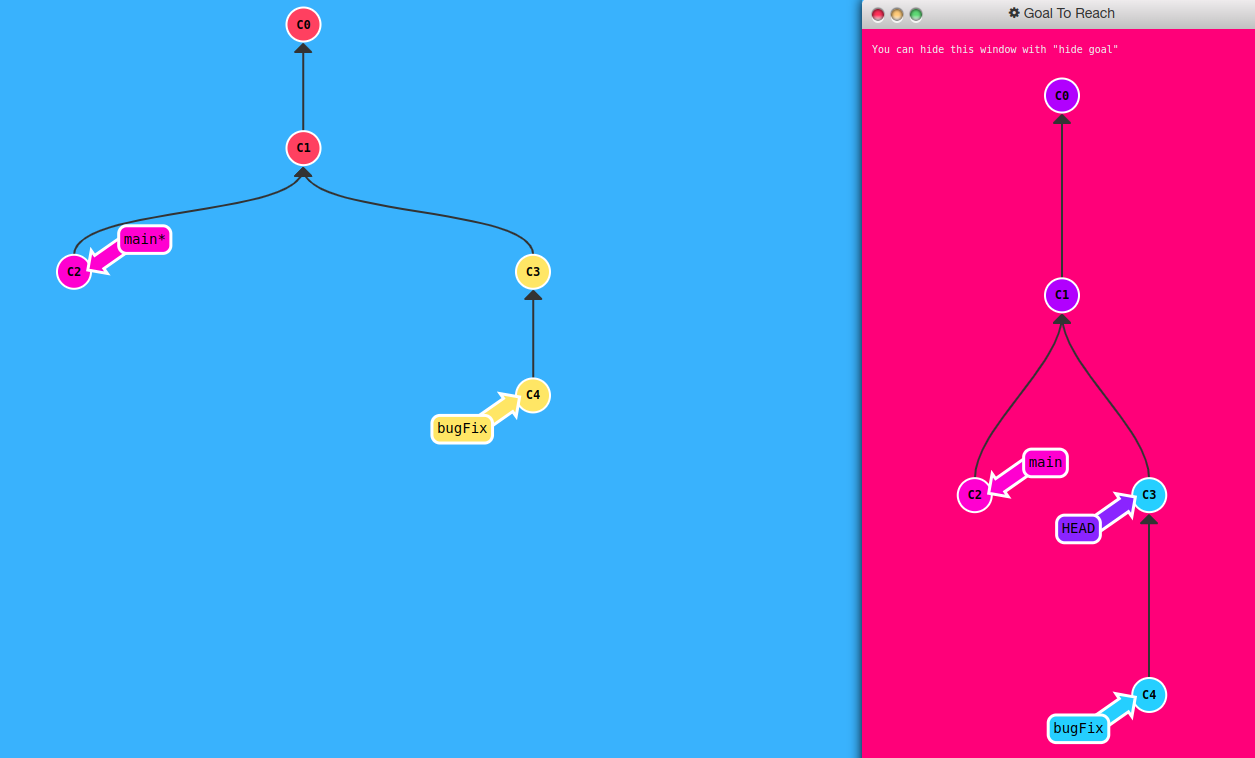 C0
C1
main*
C2
C3
C4
bugFix
Goal To Reach
You can hide this window with "hide goal"
C0
C1
main
C2
C3
HEAD
C4
bugFix